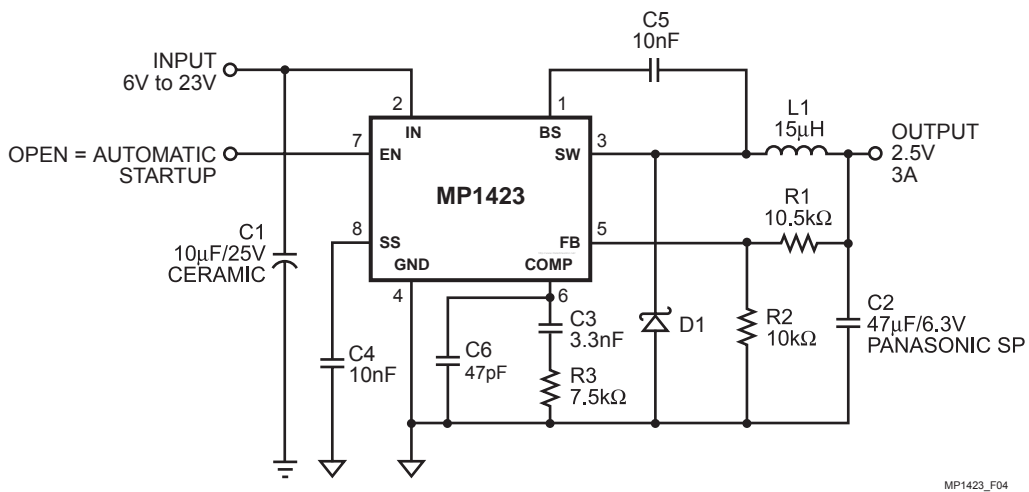 C5
10nF
INPUT
6V to 23V
2
1
L1
15μH
IN
BS
OPEN = AUTOMATIC
STARTUP
7
EN
SW
3
OUTPUT
2.5V
3A
MP1423
R1
10.5kΩ
8
SS
FB
5
C1
10μF/25V
CERAMIC
GND
COMP
4
6
C3
3.3nF
D1
R2
10kΩ
C2
47μF/6.3V
PANASONIC SP
C4
10nF
C6
47pF
R3
7.5kΩ
MP1423_F04